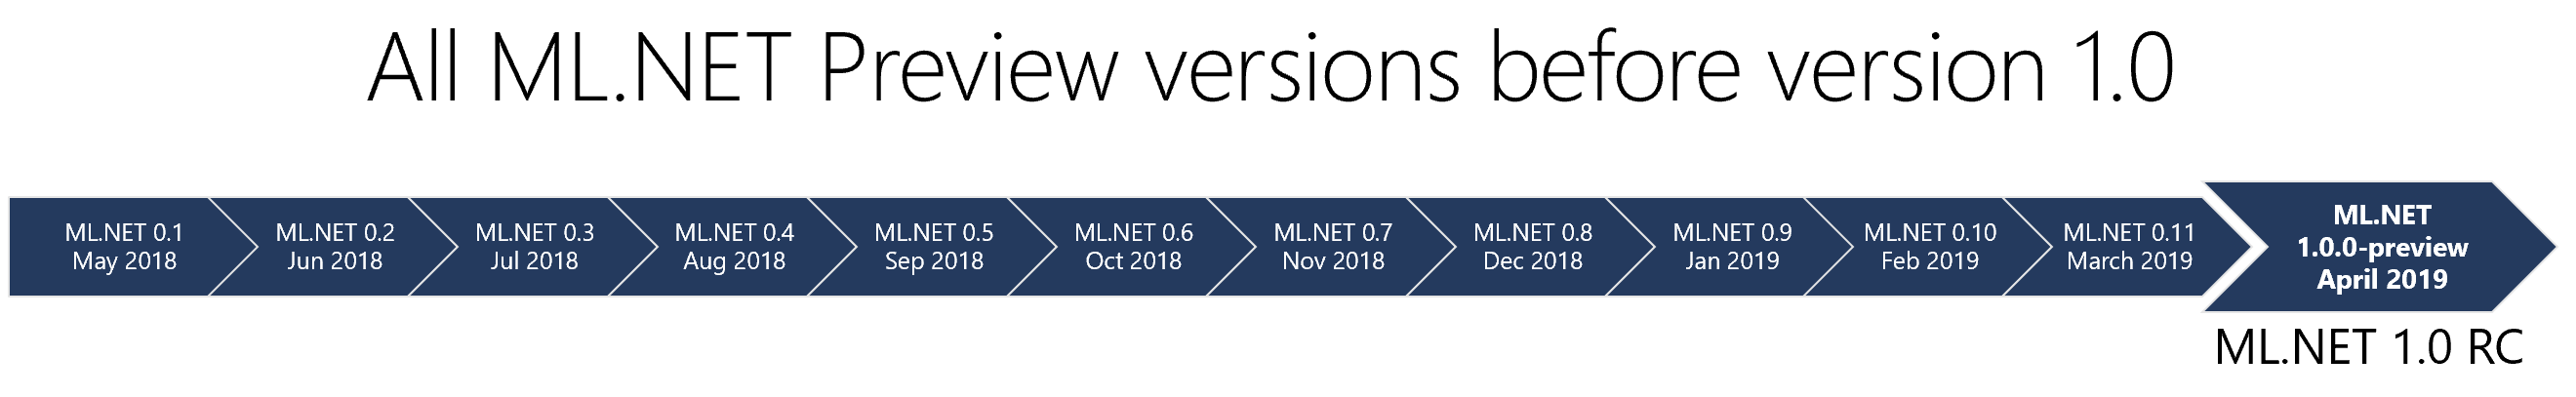 All ML.NET Preview versions before version 1.0
ML.NET 0.1
May 2018
ML.NET 0.2
Jun 2018
ML.NET 0.3
Jul 2018
ML.NET 0.4
Aug 2018
ML.NET 0.5
Sep 2018
ML.NET 0.6
Oct 2018
ML.NET 0.7
Nov 2018
ML.NET 0.8
Dec 2018
ML.NET 0.9
Jan 2019
ML.NET 0.10
Feb 2019
ML.NET 0.11
March 2019
ML.NET
1.0.0-preview
April 2019
ML.NET 1.0 RC